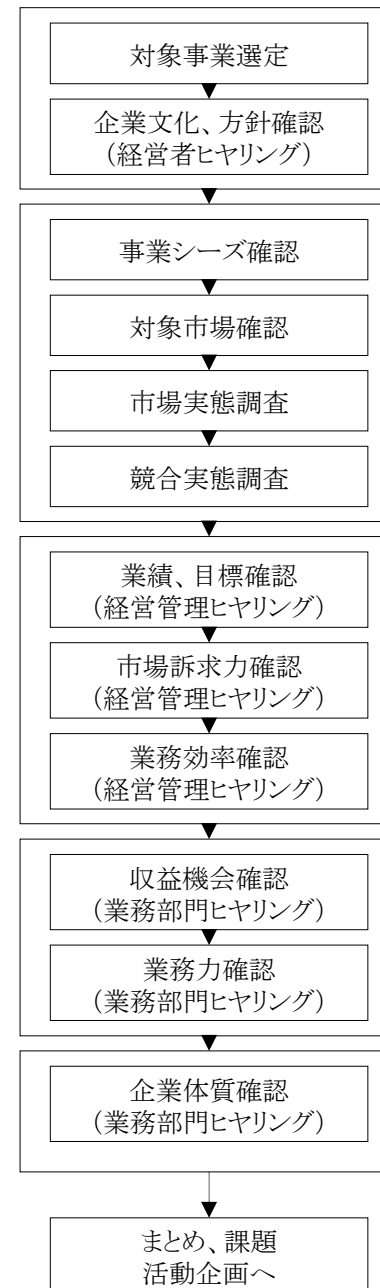 対象事業選定
企業文化、方針確認
(経営者ヒヤリング)
事業シーズ確認
対象市場確認
市場実態調査
競合実態調査
業績、目標確認
(経営管理ヒヤリング)
市場訴求力確認
(経営管理ヒヤリング)
業務効率確認
(経営管理ヒヤリング)
収益機会確認
(業務部門ヒヤリング)
業務力確認
(業務部門ヒヤリング)
企業体質確認
(業務部門ヒヤリング)
まとめ、課題
活動企画へ